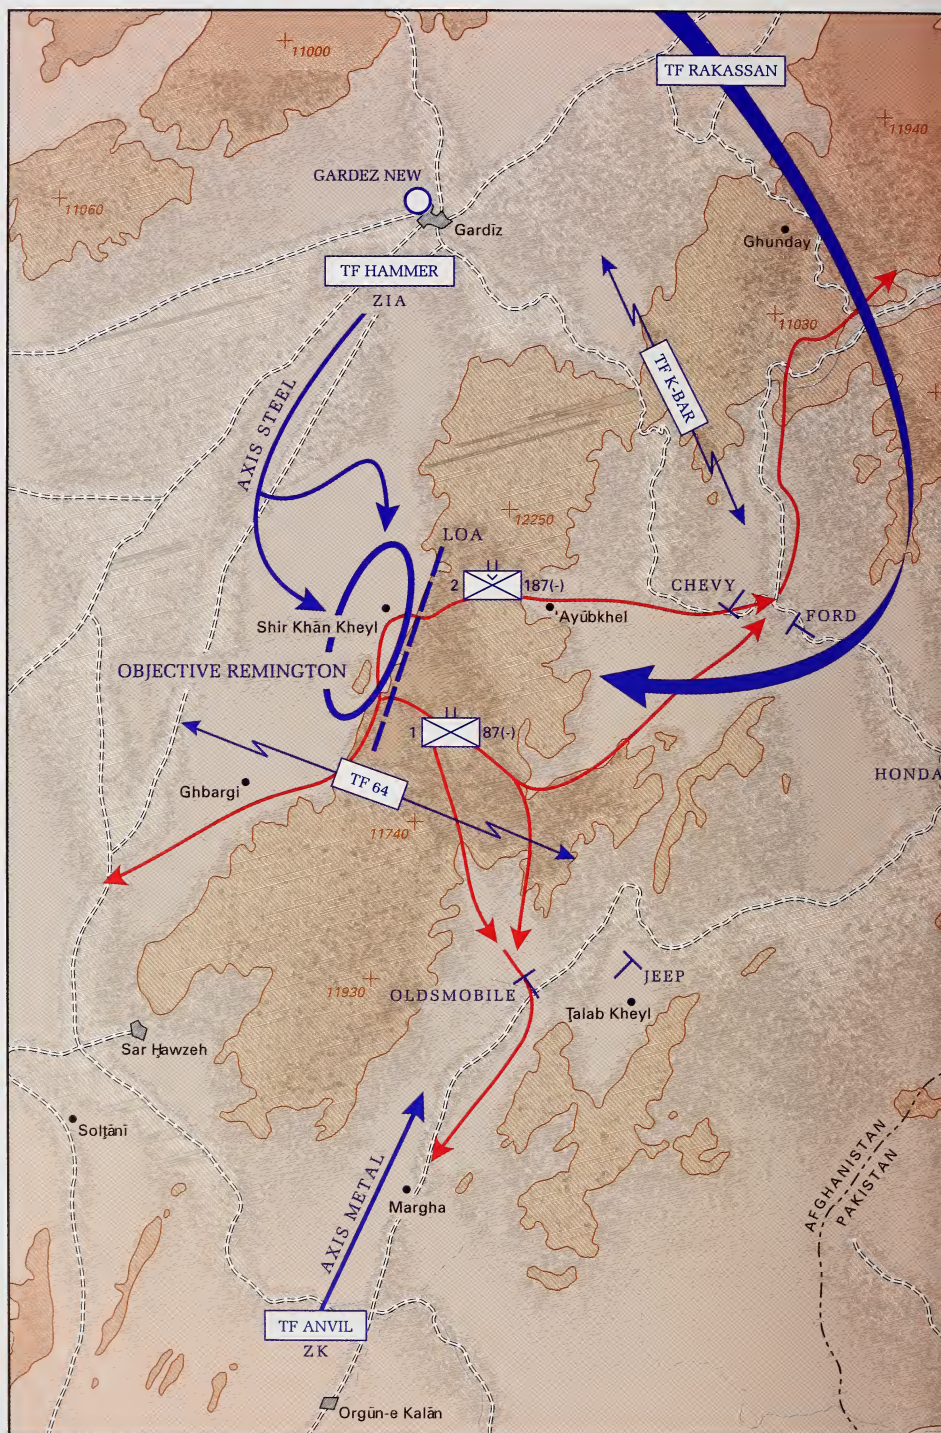 11000
TF RAKASSAN
11940
GARDEZ NEW
11060
Gardīz
Ghunday
TF HAMMER
ZIA
11030
TF K-BAR
AXIS STEEL
12250
LOA
2
187(-)
CHEVY
'Ayūbkhel
FORD
Shir Khān Kheyl
OBJECTIVE REMINGTON
1
87(-)
HONDA
TF 64
Ghbargi
11740
11930
OLDSMOBILE
JEEP
Ţalab Kheyl
Sar Ḩawzeh
Solţānī
AFGHANISTAN
PAKISTAN
AXIS METAL
Margha
TF ANVIL
ZK
Orgūn-e Kalān